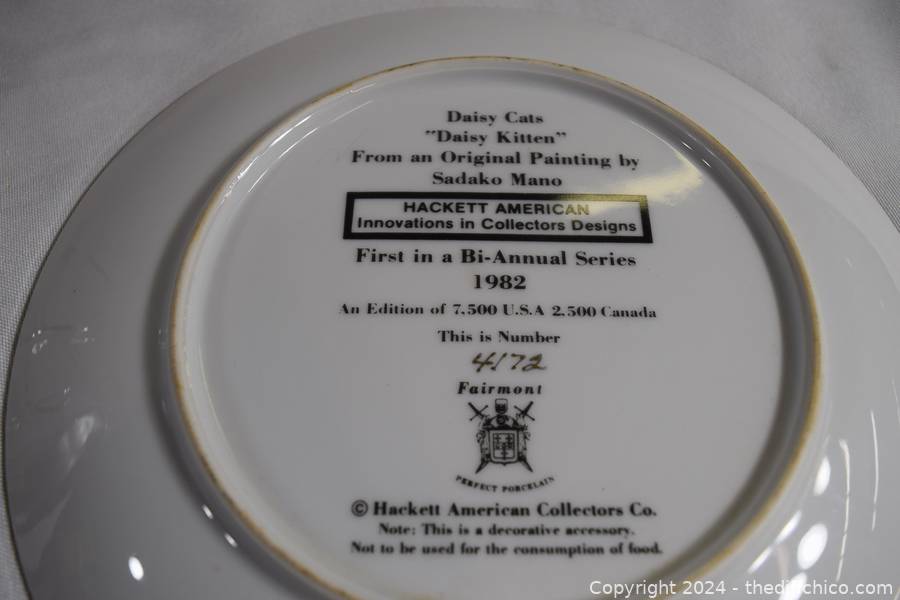 Daisy Cats
"Daisy Kitten"
From an Original Painting by
Sadako Mano
HACKETT AMERICAN
Innovations in Collectors Designs
First in a Bi-Annual Series
1982
An Edition of 7,500 U.S.A 2,500 Canada
This is Number
4172
Fairmont
PERFECT PORCELAIN
© Hackett American Collectors Co.
Note: This is a decorative accessory.
Not to be used for the consumption of food.
Copyright © 2024 - thedirtchico.com